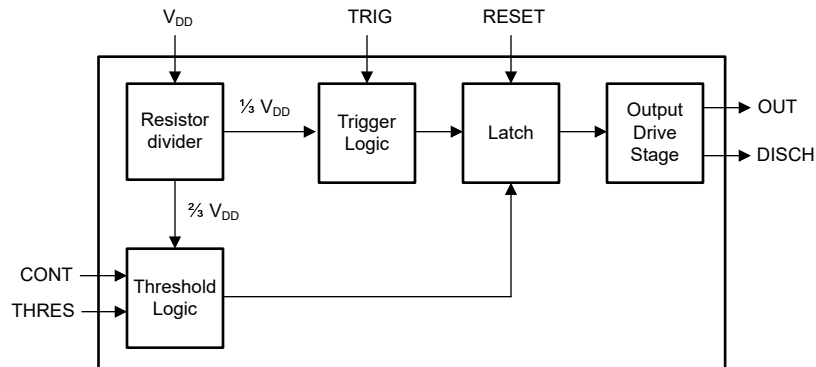 V_DD
TRIG
RESET
Resistor
divider
⅓ V_DD
Trigger
Logic
Latch
Output
Drive
Stage
OUT
DISCH
⅔ V_DD
CONT
THRES
Threshold
Logic